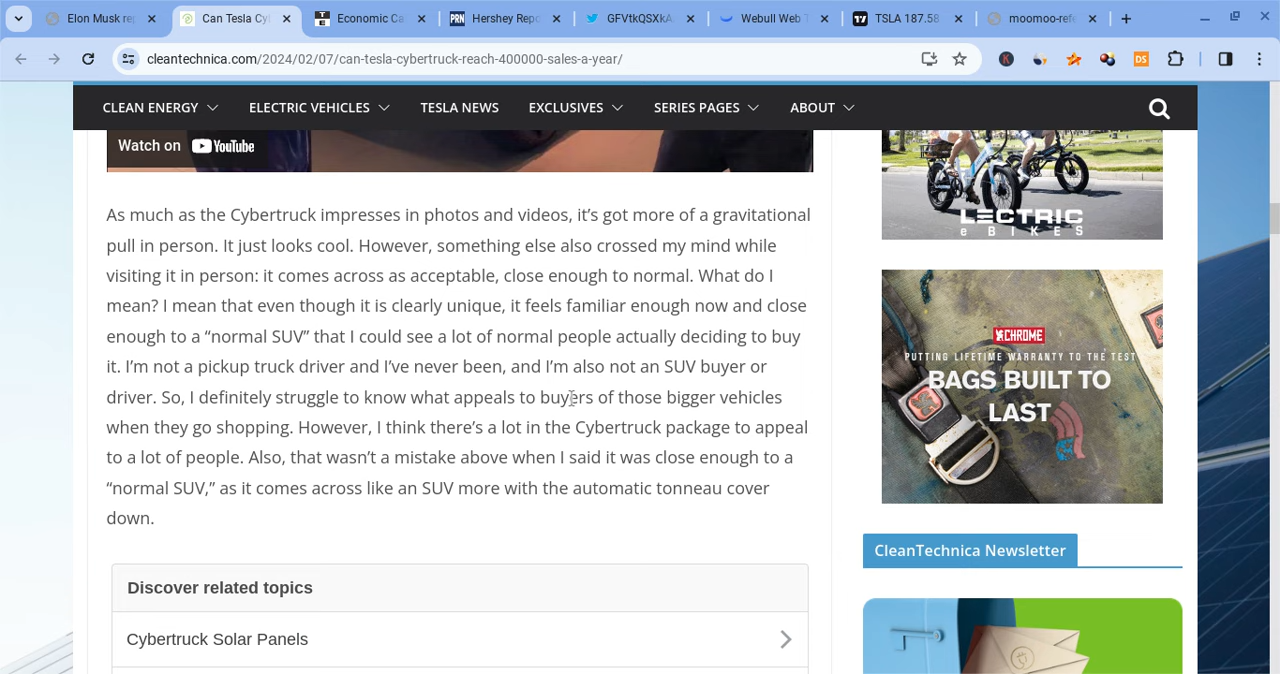 Elon Musk rep
Can Tesla Cy
Economic Ca
Hershey Repo
GFVtkQSXkA
Webull Web T
TSLA 187.58
moomoo-refe
cleantechnica.com/2024/02/07/can-tesla-cybertruck-reach-400000-sales-a-year/
CLEAN ENERGY ELECTRIC VEHICLES TESLA NEWS EXCLUSIVES SERIES PAGES ABOUT
Watch on YouTube
As much as the Cybertruck impresses in photos and videos, it’s got more of a gravitational
pull in person. It just looks cool. However, something else also crossed my mind while
visiting it in person: it comes across as acceptable, close enough to normal. What do I
mean? I mean that even though it is clearly unique, it feels familiar enough now and close
enough to a “normal SUV” that I could see a lot of normal people actually deciding to buy
it. I’m not a pickup truck driver and I’ve never been, and I’m also not an SUV buyer or
driver. So, I definitely struggle to know what appeals to buyers of those bigger vehicles
when they go shopping. However, I think there’s a lot in the Cybertruck package to appeal
to a lot of people. Also, that wasn’t a mistake above when I said it was close enough to a
“normal SUV,” as it comes across like an SUV more with the automatic tonneau cover
down.
Discover related topics
Cybertruck Solar Panels
LECTRIC
eBIKES
CHROME
PUTTING LIFETIME WARRANTY TO THE TEST
BAGS BUILT TO
LAST
CleanTechnica Newsletter